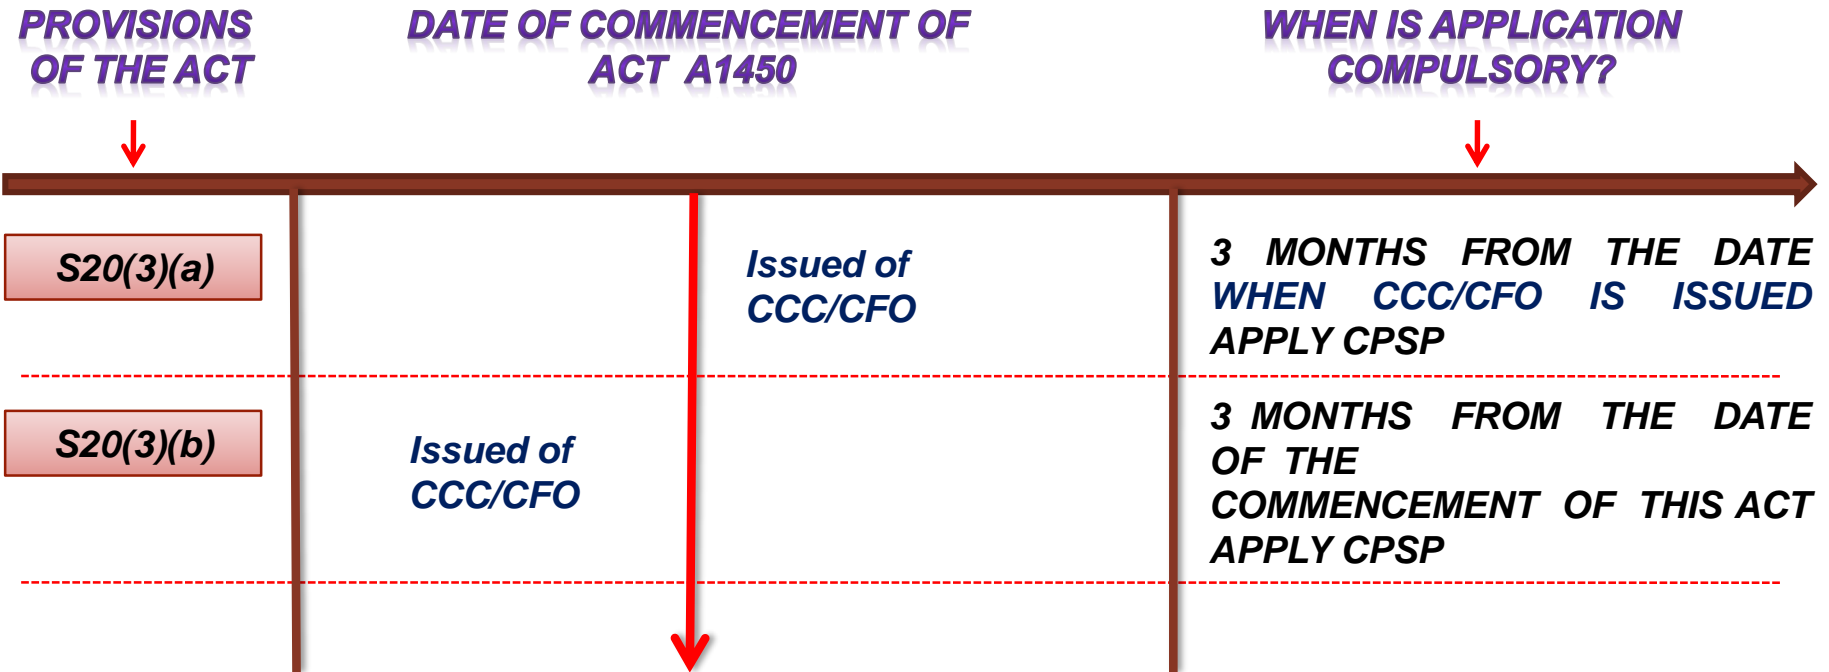 PROVISIONS
OF THE ACT
DATE OF COMMENCEMENT OF
ACT A1450
WHEN IS APPLICATION
COMPULSORY?
S20(3)(a)
Issued of
CCC/CFO
3 MONTHS FROM THE DATE
WHEN CCC/CFO IS ISSUED
APPLY CPSP
S20(3)(b)
Issued of
CCC/CFO
3 MONTHS FROM THE DATE
OF THE
COMMENCEMENT OF THIS ACT
APPLY CPSP